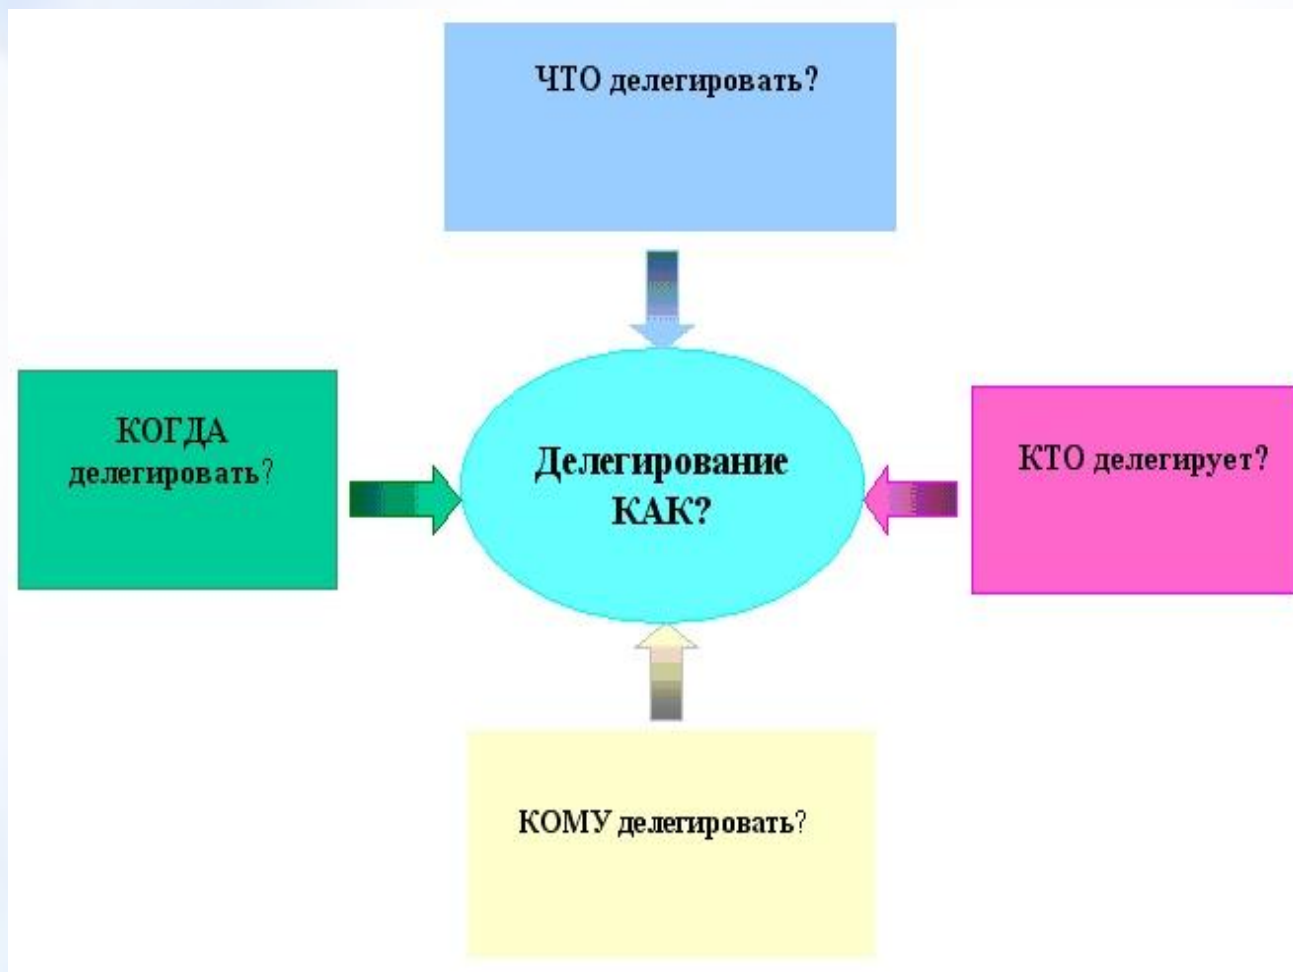 ЧТО делегировать?
КОГДА
делегировать?
Делегирование
КАК?
КТО делегирует?
КОМУ делегировать?